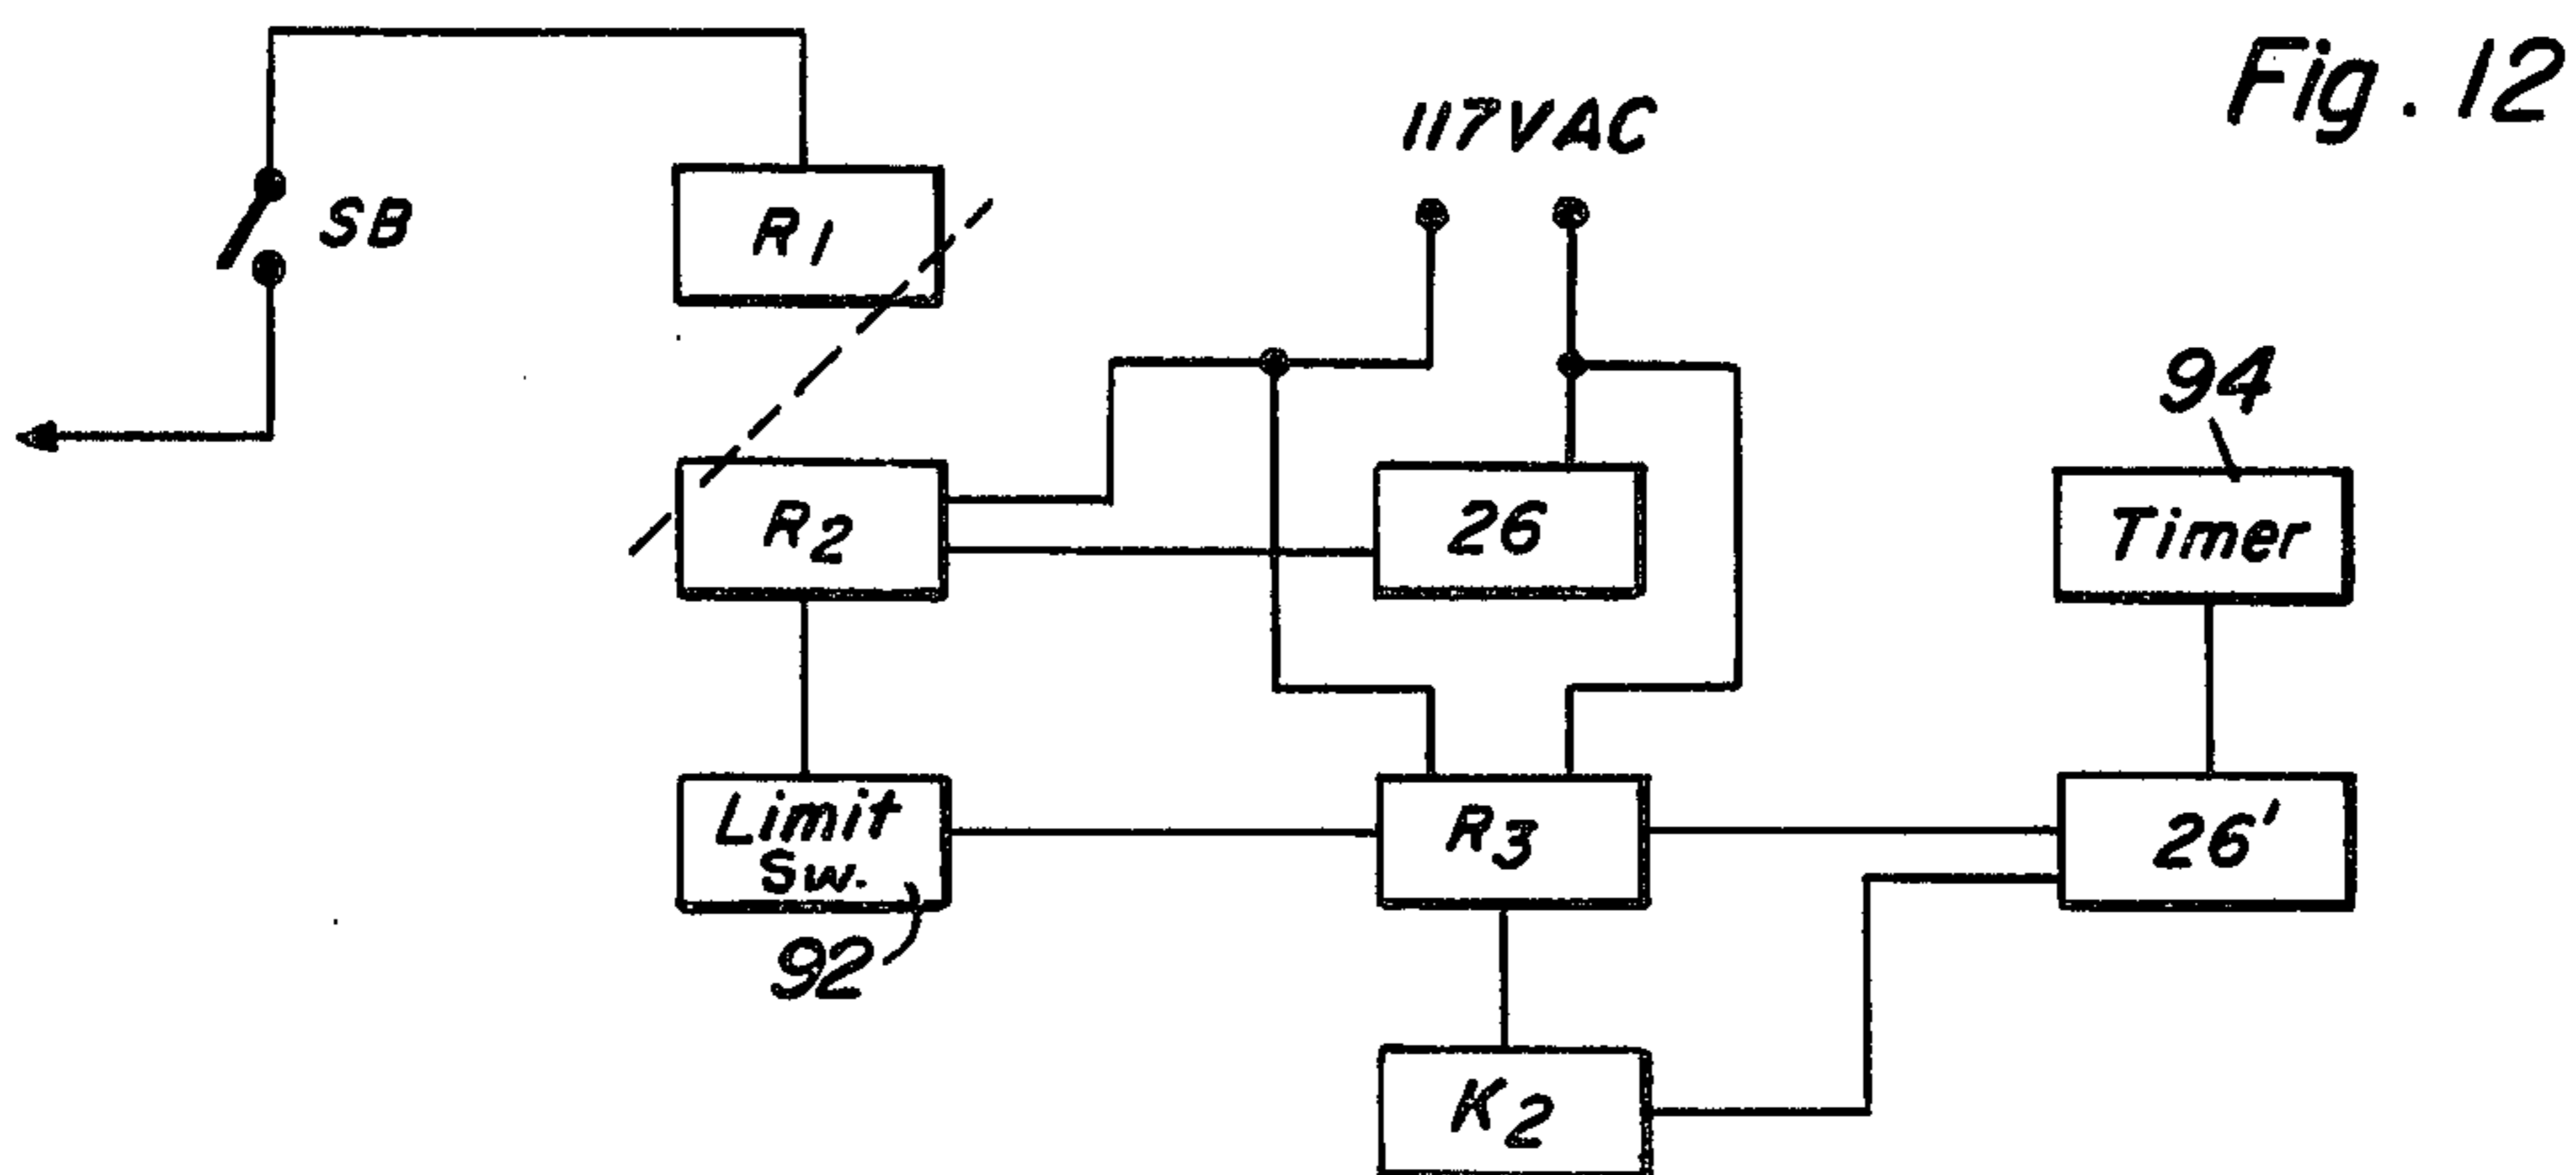 Fig. 12
117VAC
SB
R1
94
R2
26
Timer
Limit
Sw.
R3
26'
92
K2